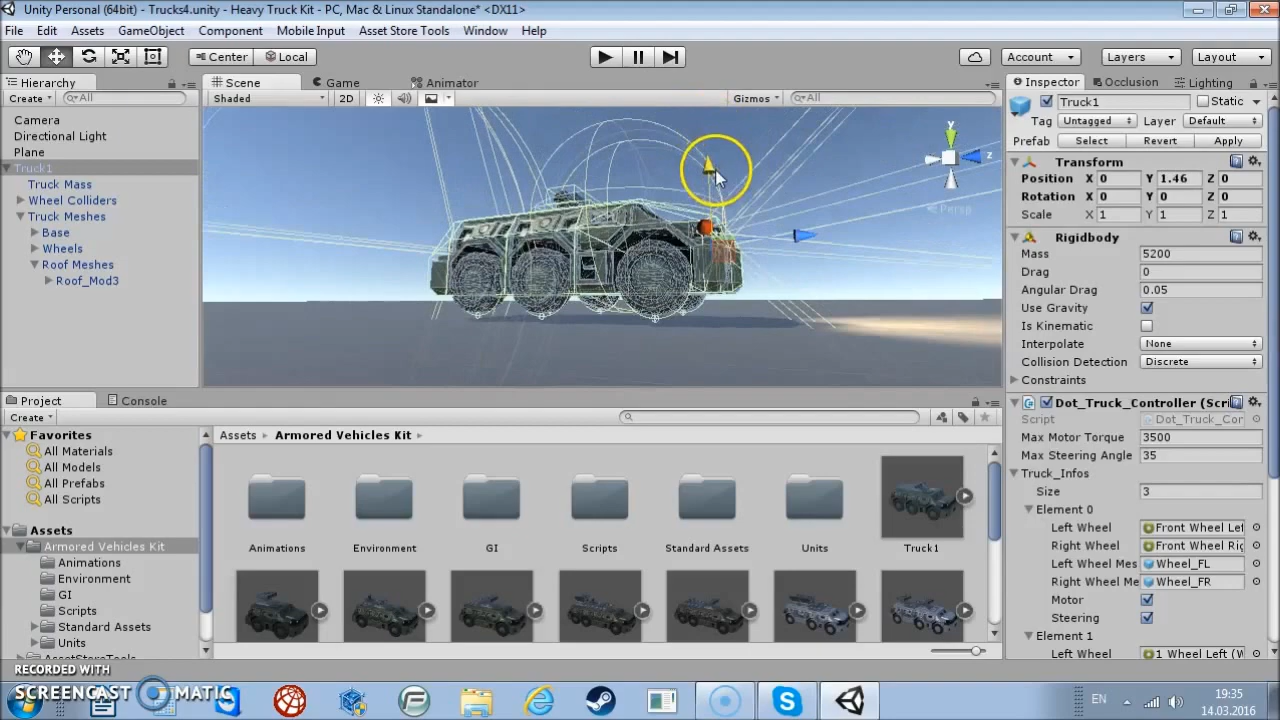 Unity Personal (64bit) - Trucks4.unity - Heavy Truck Kit - PC, Mac & Linux Standalone* <DX11>
File Edit Assets GameObject Component Mobile Input Asset Store Tools Window Help
Center Local Account Layers Layout
Hierarchy
Create All
Camera
Directional Light
Plane
Truck1
Truck Mass
Wheel Colliders
Truck Meshes
Base
Wheels
Roof Meshes
Roof_Mod3
Scene Game Animator
Shaded 2D Gizmos All
y
z
Persp
Inspector Occlusion Lighting
Truck1 Static
Tag Untagged Layer Default
Prefab Select Revert Apply
Transform
Position X 0 Y 1.46 Z 0
Rotation X 0 Y 0 Z 0
Scale X 1 Y 1 Z 1
Rigidbody
Mass 5200
Drag 0
Angular Drag 0.05
Use Gravity
Is Kinematic
Interpolate None
Collision Detection Discrete
Constraints
Dot_Truck_Controller (Scri
Script Dot_Truck_Cor
Max Motor Torque 3500
Max Steering Angle 35
Truck_Infos
Size 3
Element 0
Left Wheel Front Wheel Lef
Right Wheel Front Wheel Rig
Left Wheel Mes Wheel_FL
Right Wheel Me Wheel_FR
Motor
Steering
Element 1
Left Wheel 1 Wheel Left (W
Project Console
Create
Favorites
All Materials
All Models
All Prefabs
All Scripts
Assets
Armored Vehicles Kit
Animations
Environment
GI
Scripts
Standard Assets
Units
AssetStoreTools
Assets Armored Vehicles Kit
Animations Environment GI Scripts Standard Assets Units Truck1
RECORDED WITH
SCREENCAST MATIC
EN
19:35
14.03.2016